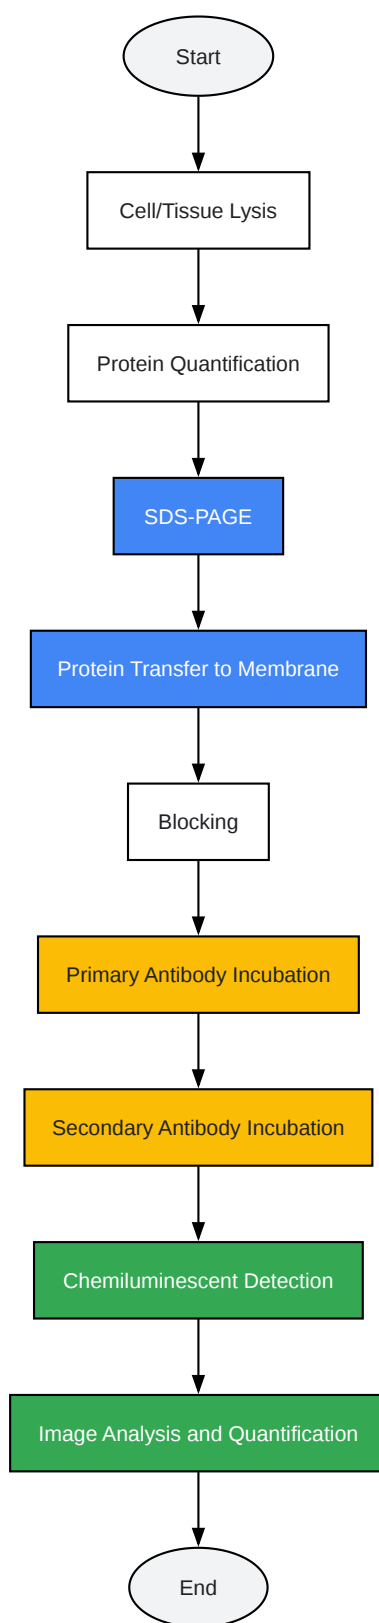 Start
Cell/Tissue Lysis
Protein Quantification
SDS-PAGE
Protein Transfer to Membrane
Blocking
Primary Antibody Incubation
Secondary Antibody Incubation
Chemiluminescent Detection
Image Analysis and Quantification
End